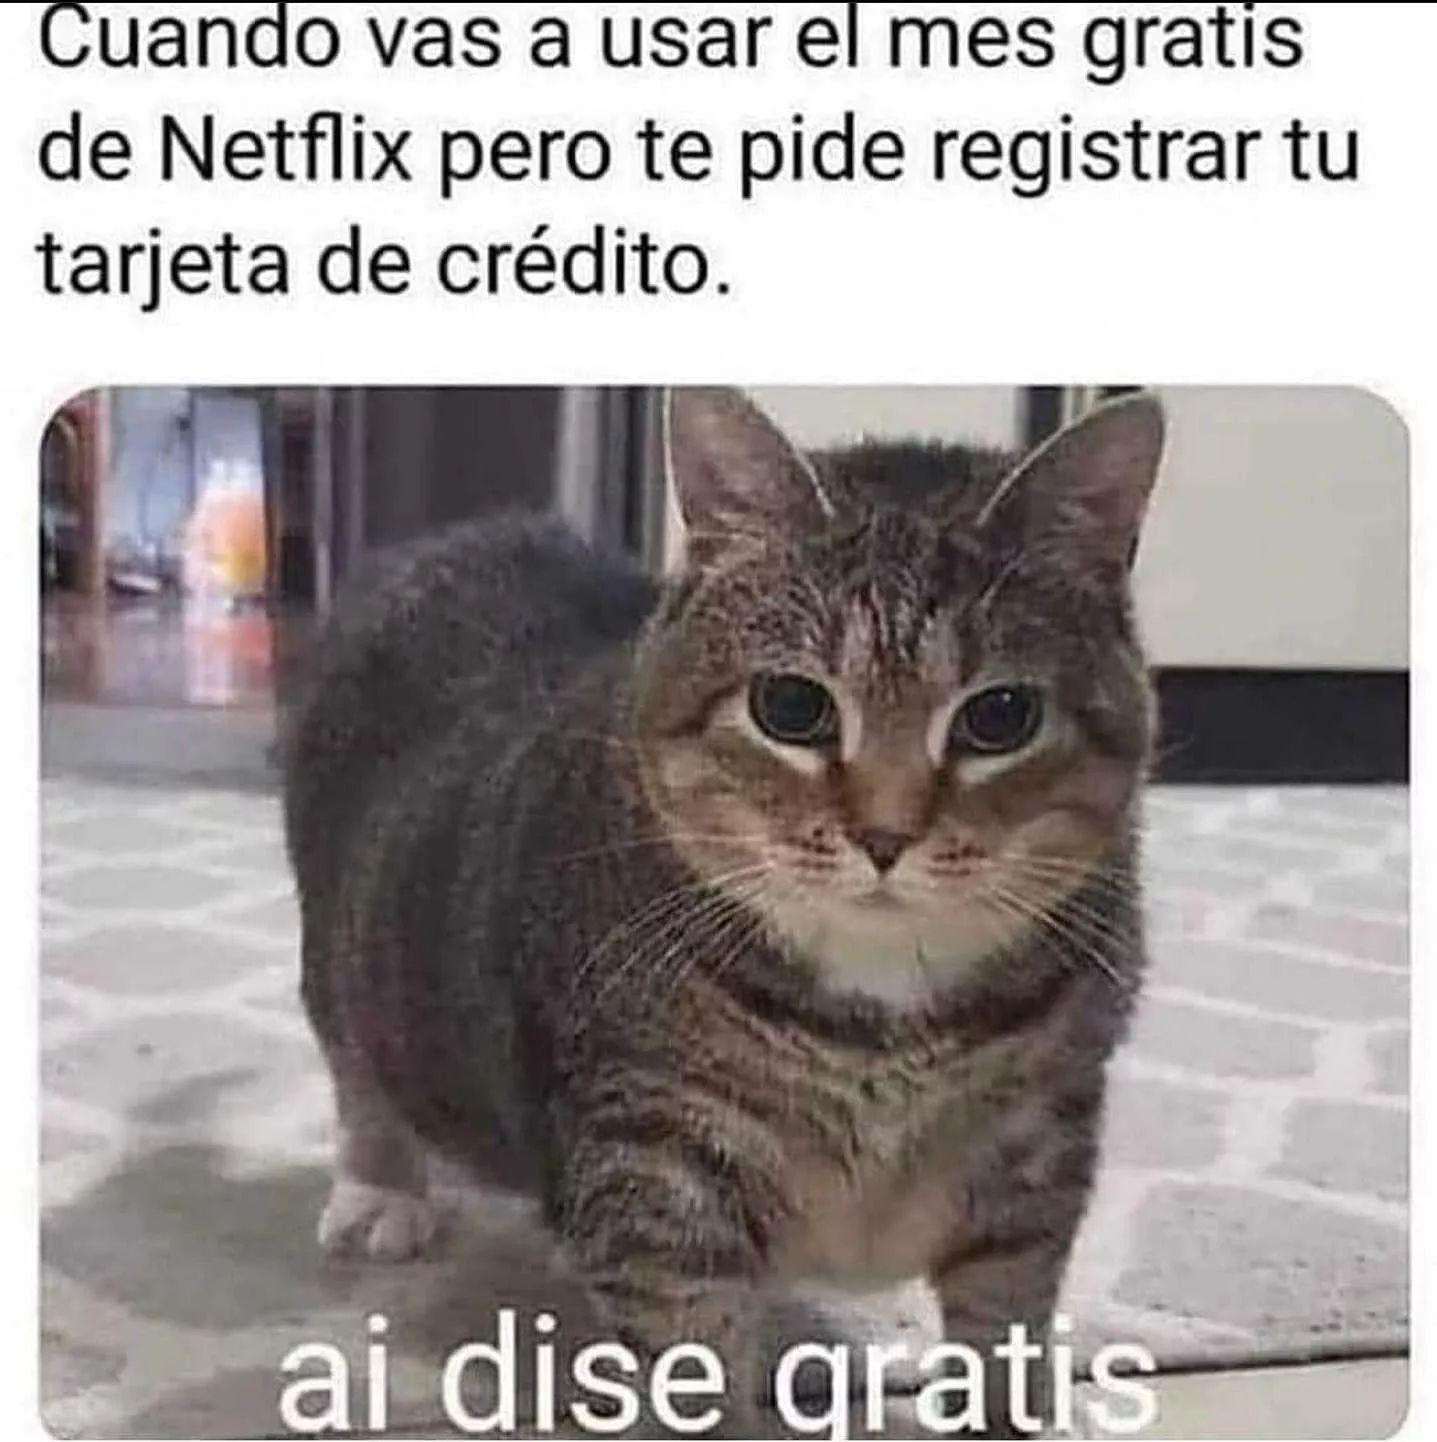 Cuando vas a usar el mes gratis
de Netflix pero te pide registrar tu
tarjeta de crédito.
ai dise gratis